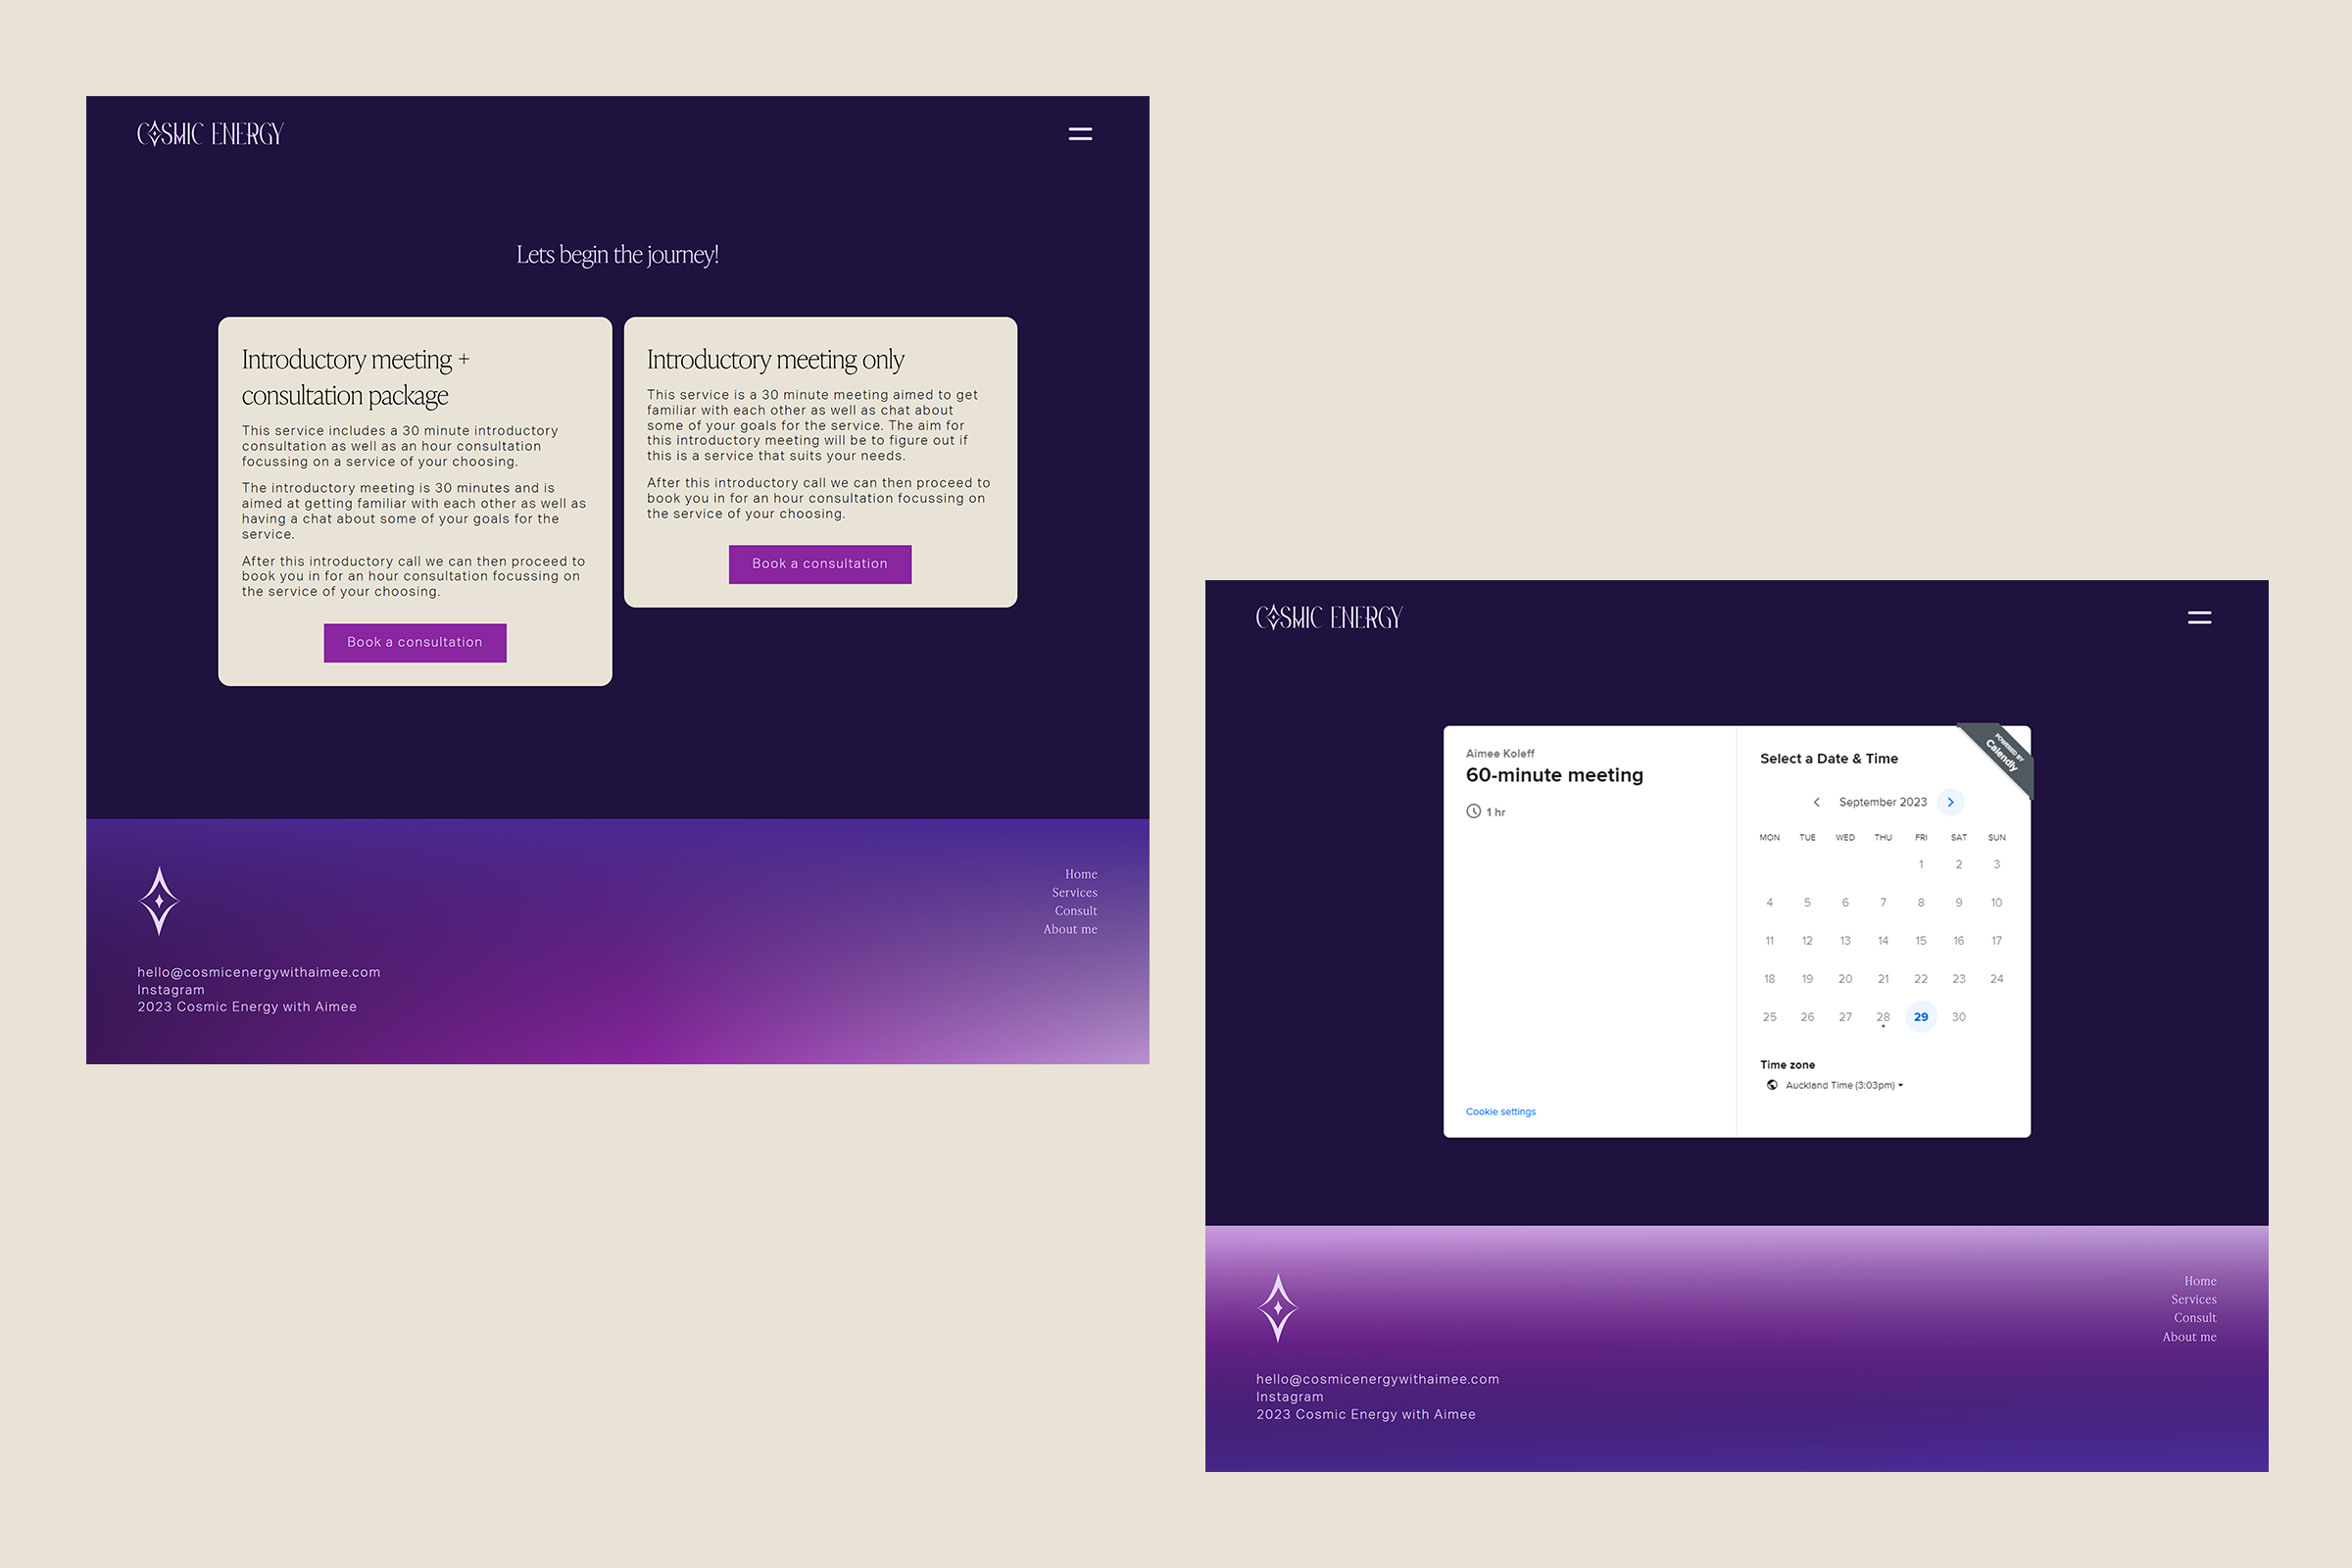 COSMIC ENERGY
Lets begin the journey!
Introductory meeting +
consultation package
This service includes a 30 minute introductory
consultation as well as an hour consultation
focussing on a service of your choosing.
The introductory meeting is 30 minutes and is
aimed at getting familiar with each other as well as
having a chat about some of your goals for the
service.
After this introductory call we can then proceed to
book you in for an hour consultation focussing on
the service of your choosing.
Book a consultation
Introductory meeting only
This service is a 30 minute meeting aimed to get
familiar with each other as well as chat about
some of your goals for the service. The aim for
this introductory meeting will be to figure out if
this is a service that suits your needs.
After this introductory call we can then proceed to
book you in for an hour consultation focussing on
the service of your choosing.
Book a consultation
Home
Services
Consult
About me
hello@cosmicenergywithaimee.com
Instagram
2023 Cosmic Energy with Aimee
COSMIC ENERGY
Aimee Koleff
60-minute meeting
1 hr
Cookie settings
Select a Date & Time
POWERED BY
Calendly
September 2023
MON TUE WED THU FRI SAT SUN
1 2 3
4 5 6 7 8 9 10
11 12 13 14 15 16 17
18 19 20 21 22 23 24
25 26 27 28 29 30
Time zone
Auckland Time (3:03pm)
Home
Services
Consult
About me
hello@cosmicenergywithaimee.com
Instagram
2023 Cosmic Energy with Aimee